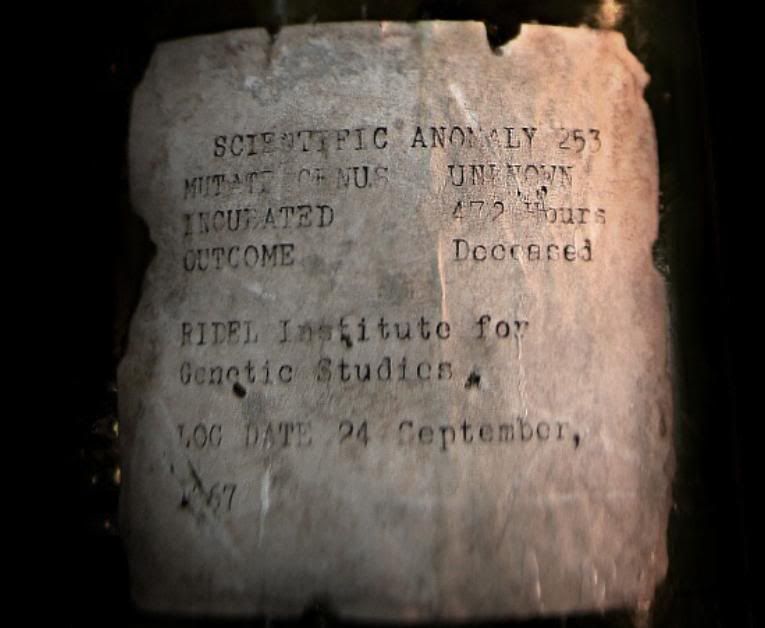 SCIENTIFIC ANOMALY 253
MUTATE GENUS UNKNOWN
INCUBATED 472 Hours
OUTCOME Deceased
RIDEL Institute for
Genetic Studies
LOG DATE 24 September,